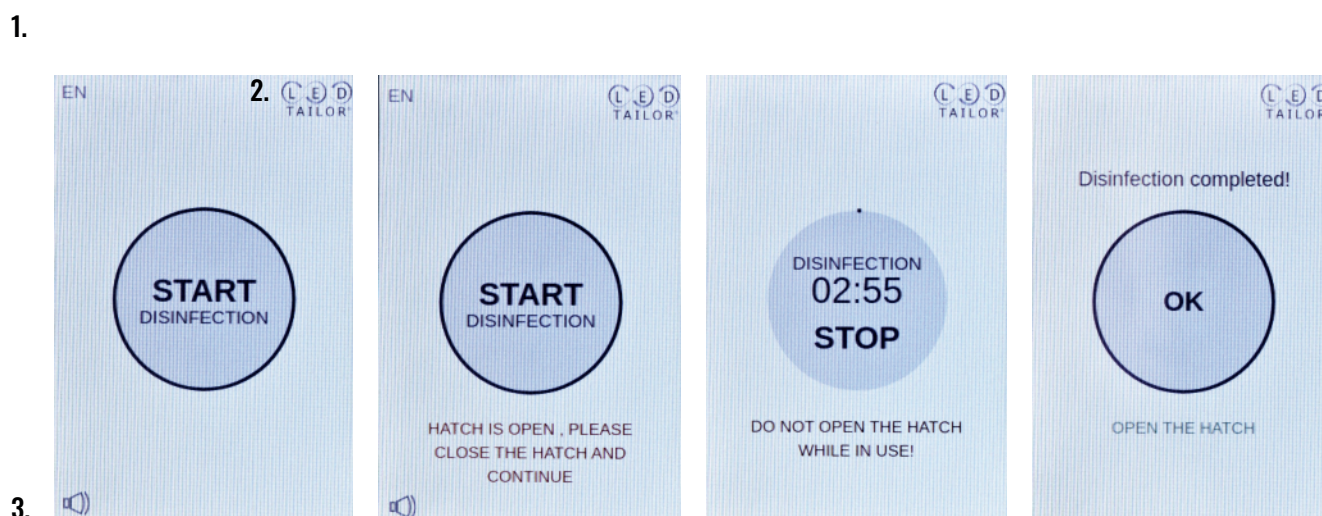 1.
EN
2.
LED
TAILOR®
START
DISINFECTION
EN
LED
TAILOR®
START
DISINFECTION
HATCH IS OPEN , PLEASE
CLOSE THE HATCH AND
CONTINUE
LED
TAILOR®
DISINFECTION
02:55
STOP
DO NOT OPEN THE HATCH
WHILE IN USE!
LED
TAILOR
Disinfection completed!
OK
OPEN THE HATCH
3.